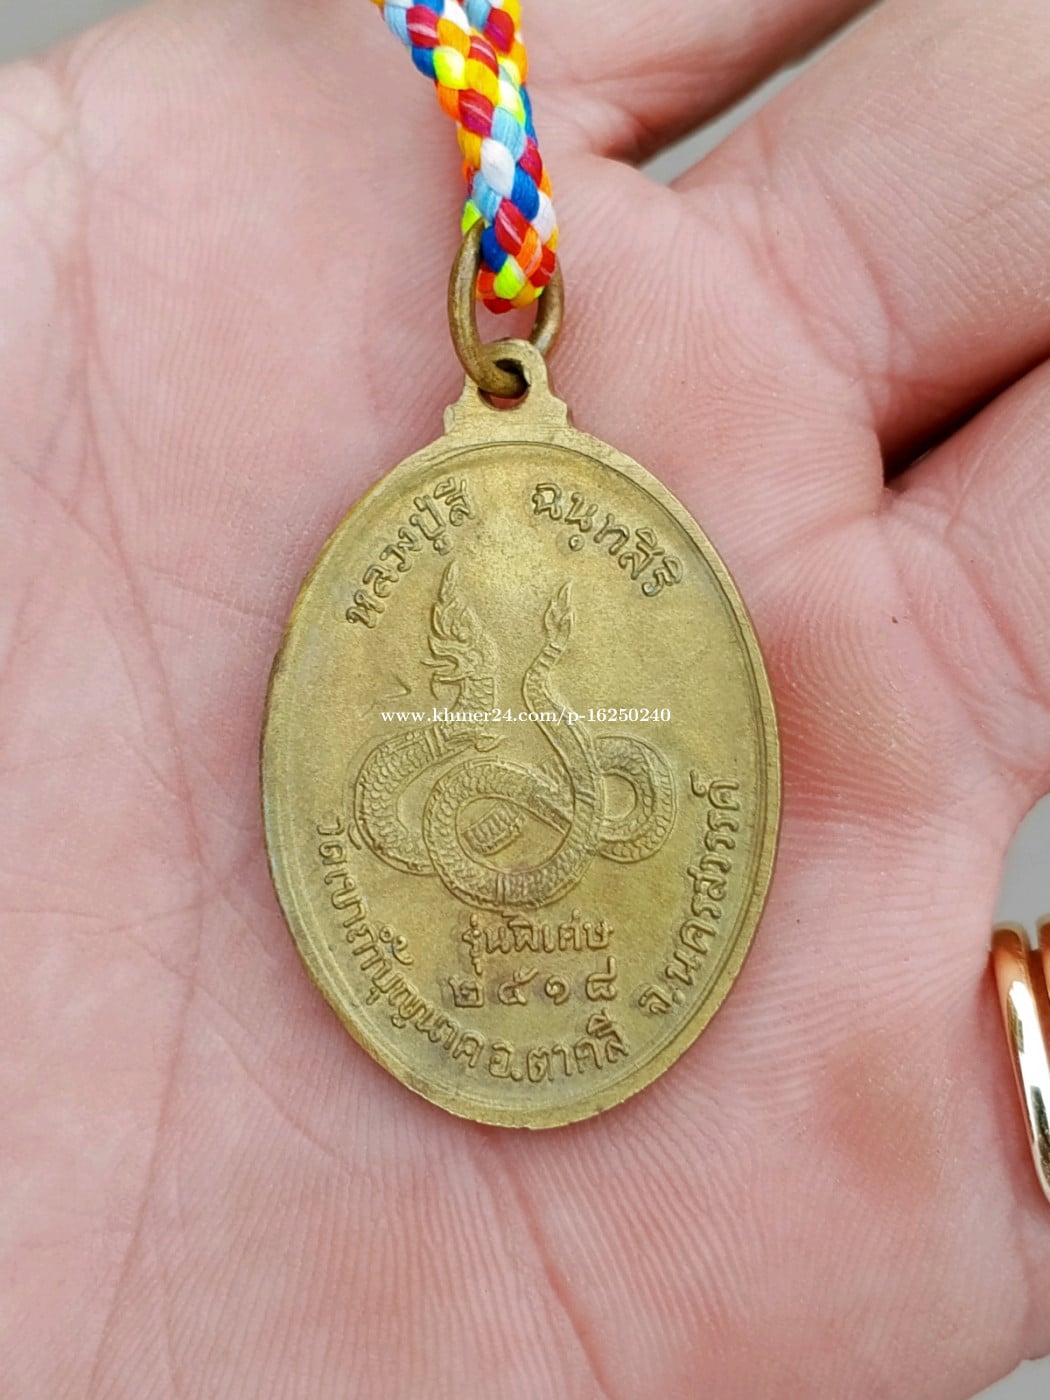 หลวงปู่สี ฉนฺทสิริ
www.khmer24.com/p-16250240
รุ่นพิเศษ
๒๕๑๘
วัดเขาถ้ำบุญนาค อ.ตาคลี จ.นครสวรรค์